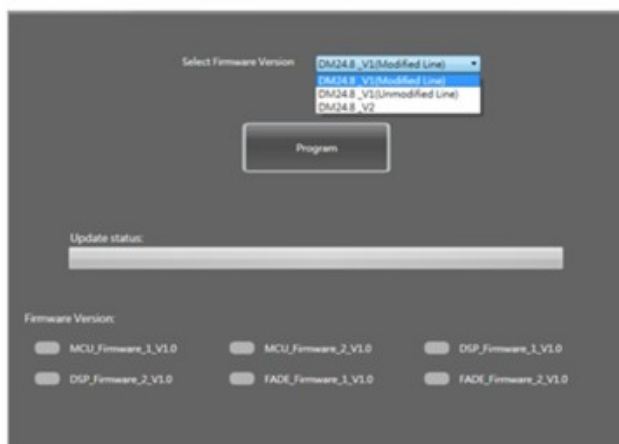 Select Firmware Version DM24.8 _V1(Modified Line)
DM24.8 _V1(Modified Line)
DM24.8 _V1(Unmodified Line)
DM24.8 _V2
Program
Update status:
Firmware Version:
MCU_Firmware_1_V1.0 MCU_Firmware_2_V1.0 DSP_Firmware_1_V1.0
DSP_Firmware_2_V1.0 FADE_Firmware_1_V1.0 FADE_Firmware_2_V1.0